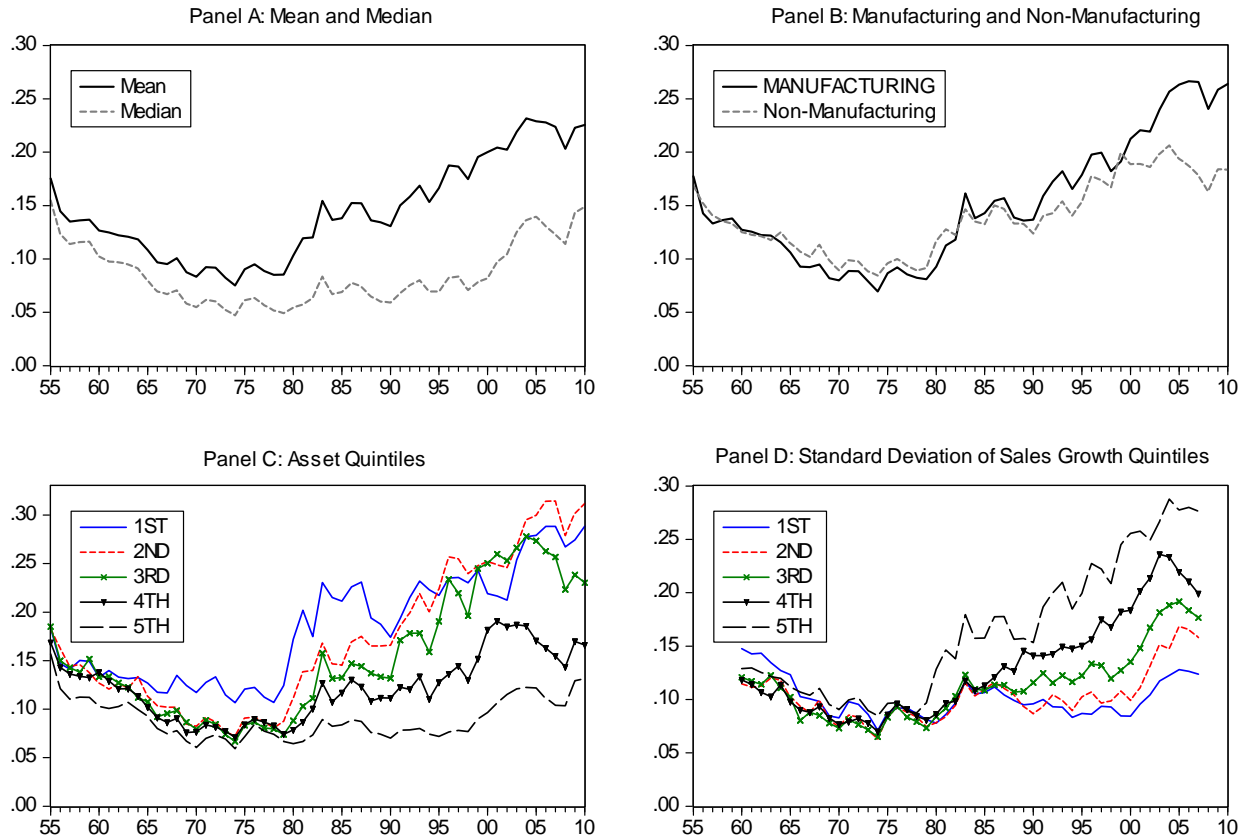 Panel A: Mean and Median
.30
.25
.20
.15
.10
.05
.00
Mean
Median
55 60 65 70 75 80 85 90 95 00 05 10
Panel B: Manufacturing and Non-Manufacturing
.30
.25
.20
.15
.10
.05
.00
MANUFACTURING
Non-Manufacturing
55 60 65 70 75 80 85 90 95 00 05 10
Panel C: Asset Quintiles
.30
.25
.20
.15
.10
.05
.00
1ST
2ND
3RD
4TH
5TH
55 60 65 70 75 80 85 90 95 00 05 10
Panel D: Standard Deviation of Sales Growth Quintiles
.30
.25
.20
.15
.10
.05
.00
1ST
2ND
3RD
4TH
5TH
55 60 65 70 75 80 85 90 95 00 05 10